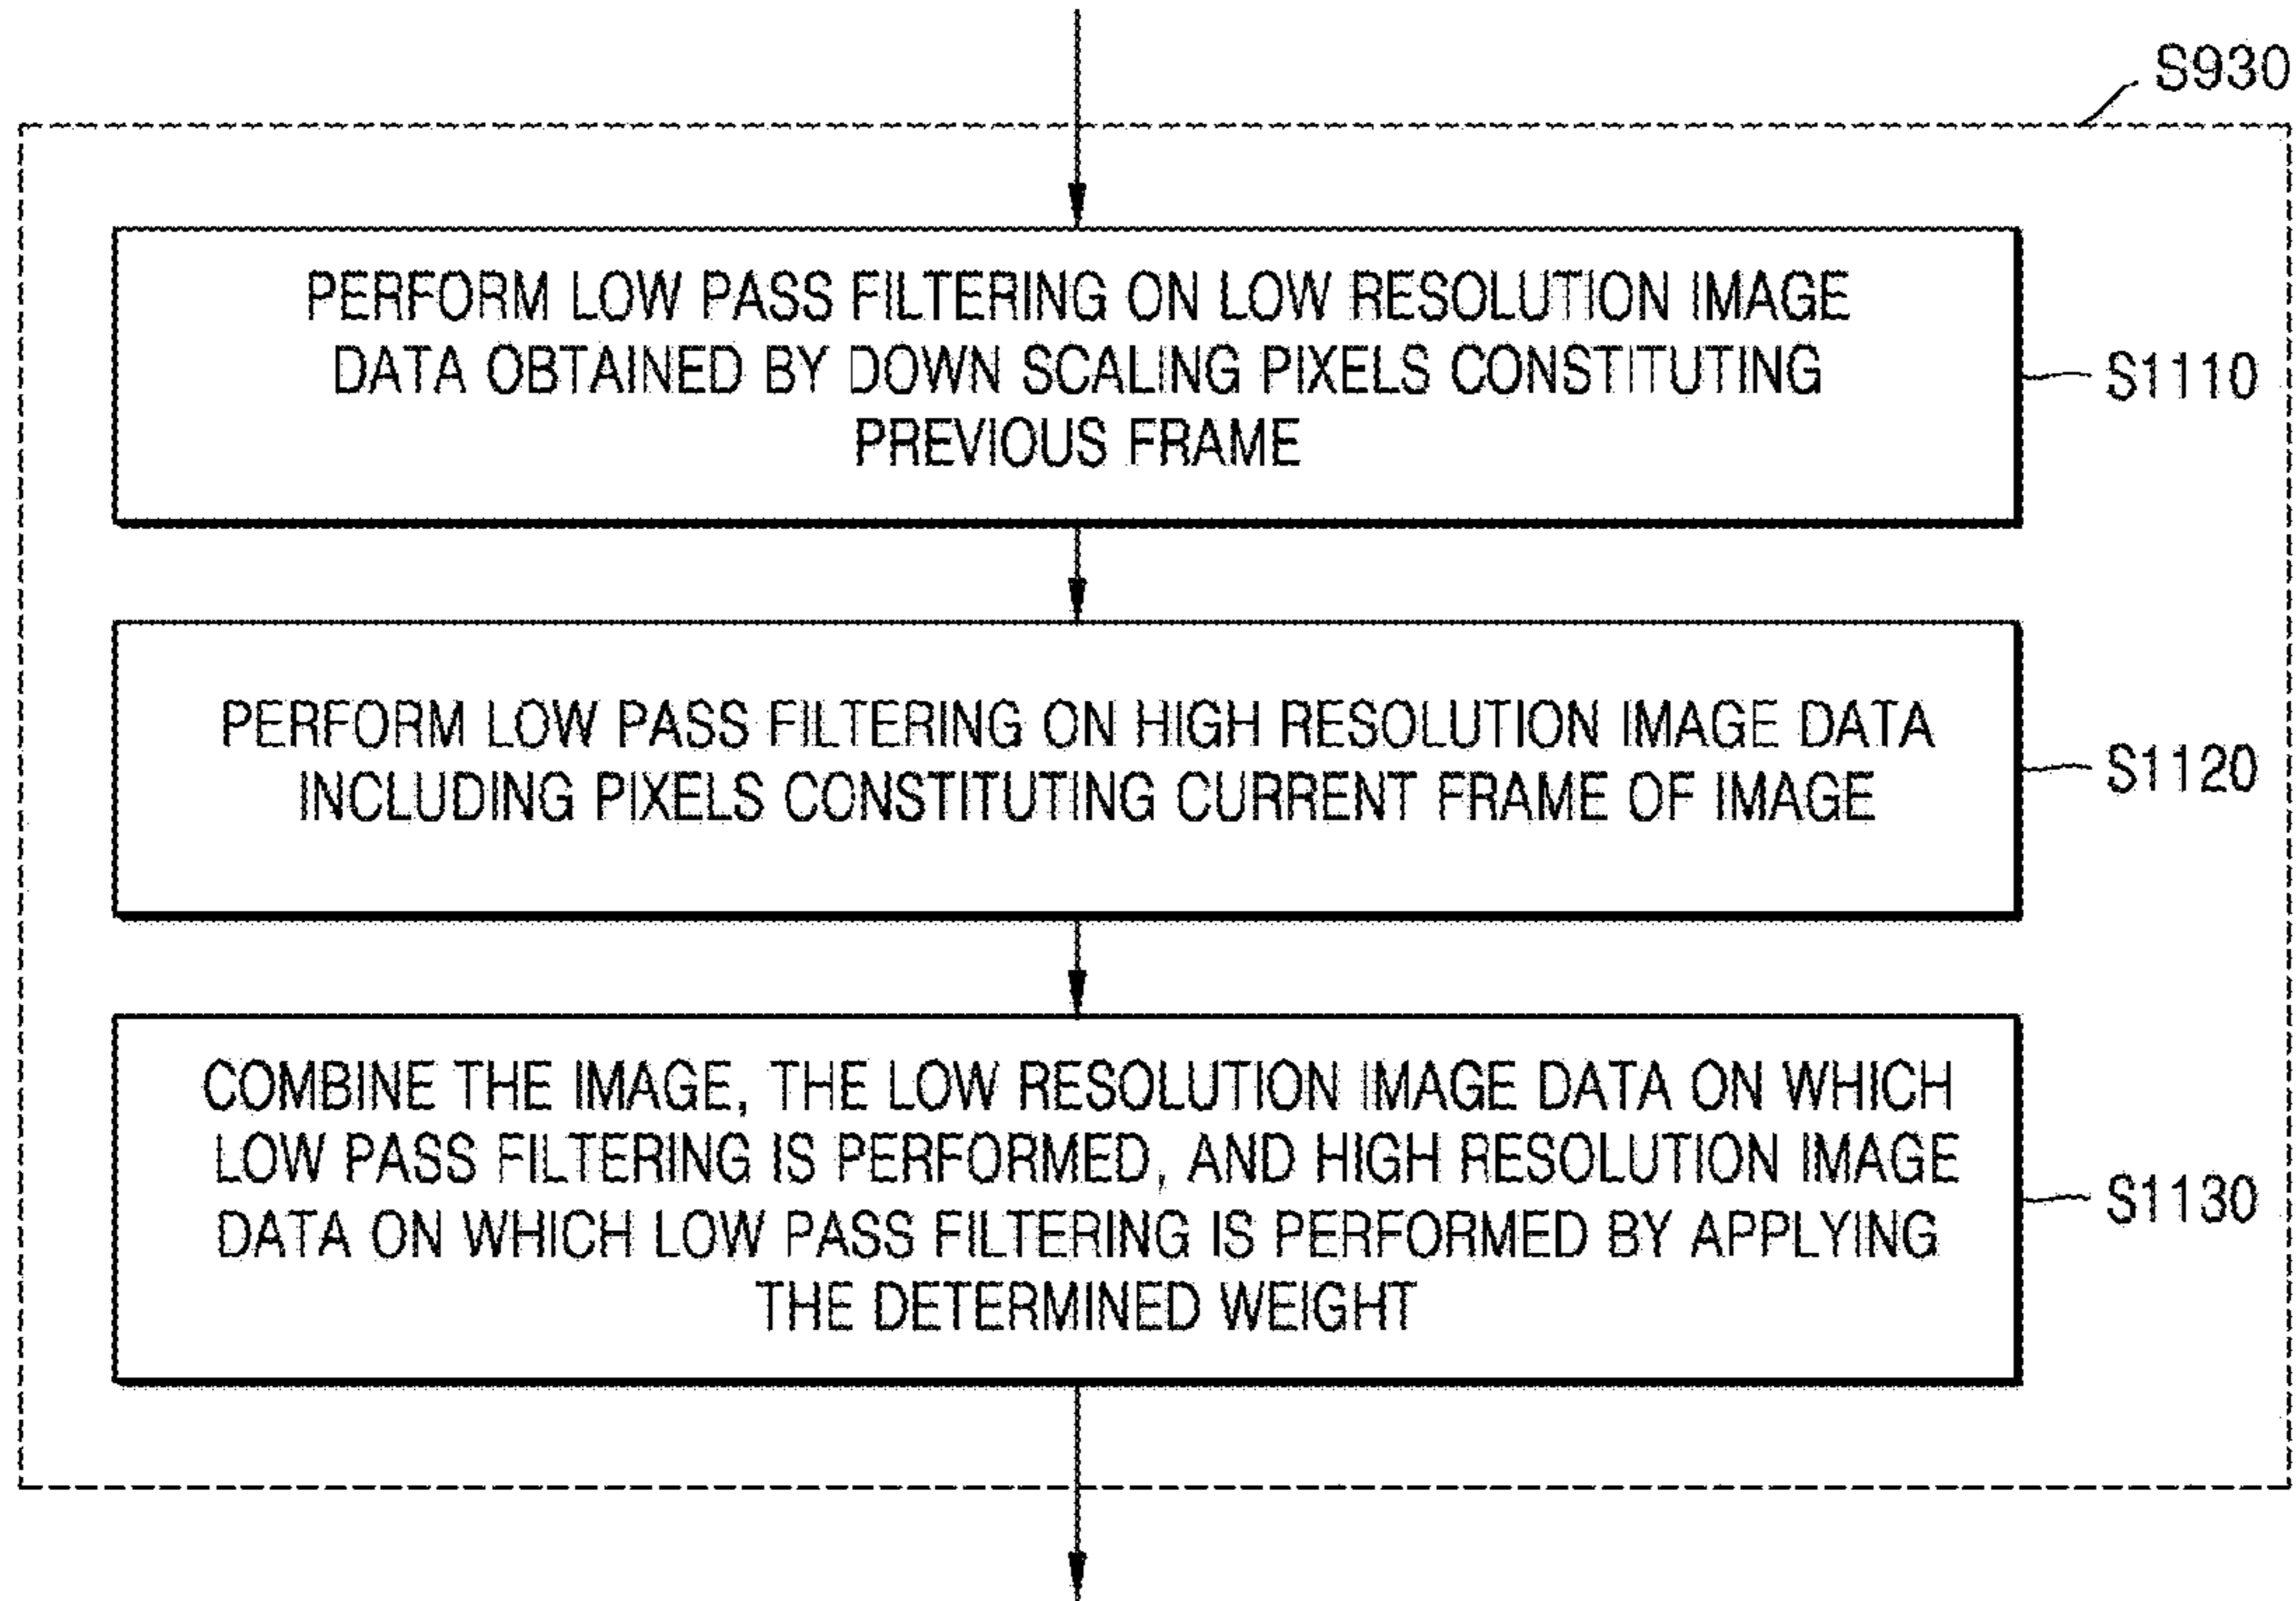 S930
PERFORM LOW PASS FILTERING ON LOW RESOLUTION IMAGE
DATA OBTAINED BY DOWN SCALING PIXELS CONSTITUTING
PREVIOUS FRAME
S1110
PERFORM LOW PASS FILTERING ON HIGH RESOLUTION IMAGE DATA
INCLUDING PIXELS CONSTITUTING CURRENT FRAME OF IMAGE
S1120
COMBINE THE IMAGE, THE LOW RESOLUTION IMAGE DATA ON WHICH
LOW PASS FILTERING IS PERFORMED, AND HIGH RESOLUTION IMAGE
DATA ON WHICH LOW PASS FILTERING IS PERFORMED BY APPLYING
THE DETERMINED WEIGHT
S1130